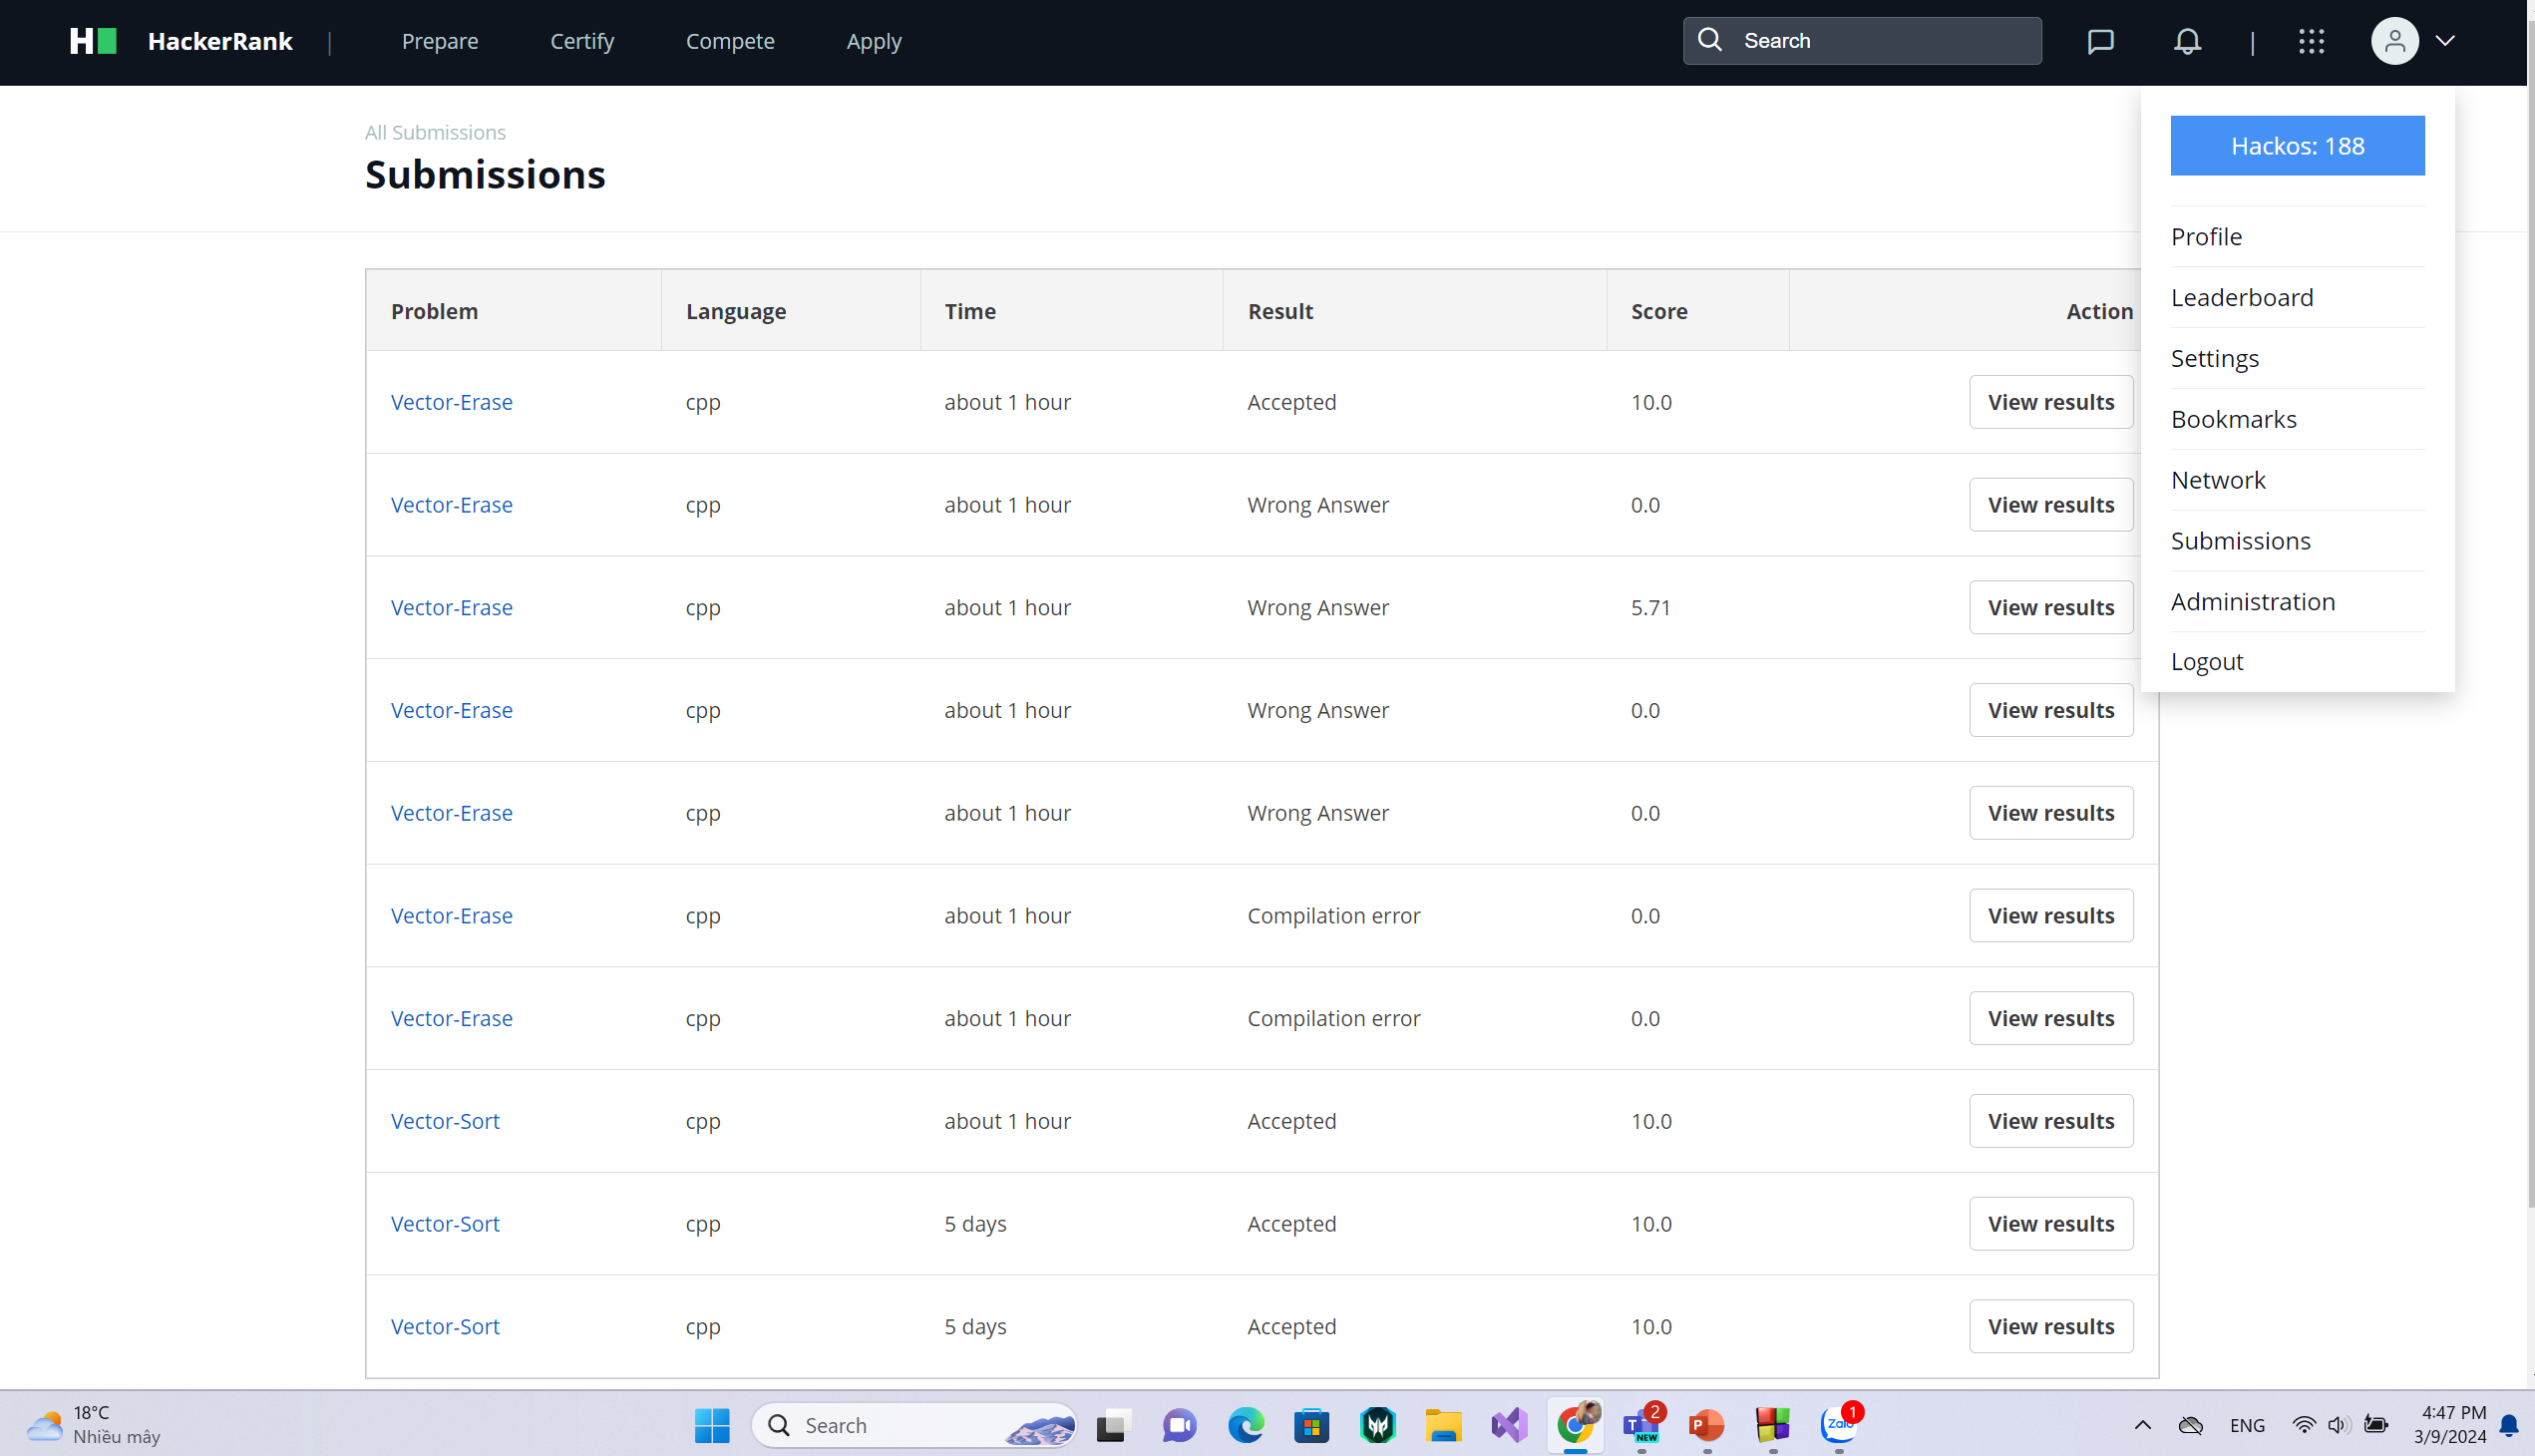 HackerRank | Prepare Certify Compete Apply Search |
All Submissions
Submissions
Hackos: 188
Profile
Leaderboard
Settings
Bookmarks
Network
Submissions
Administration
Logout
Problem Language Time Result Score Action
Vector-Erase cpp about 1 hour Accepted 10.0 View results
Vector-Erase cpp about 1 hour Wrong Answer 0.0 View results
Vector-Erase cpp about 1 hour Wrong Answer 5.71 View results
Vector-Erase cpp about 1 hour Wrong Answer 0.0 View results
Vector-Erase cpp about 1 hour Wrong Answer 0.0 View results
Vector-Erase cpp about 1 hour Compilation error 0.0 View results
Vector-Erase cpp about 1 hour Compilation error 0.0 View results
Vector-Sort cpp about 1 hour Accepted 10.0 View results
Vector-Sort cpp 5 days Accepted 10.0 View results
Vector-Sort cpp 5 days Accepted 10.0 View results
18°C
Nhiều mây
Search
2
T
NEW
P
Zalo
1
ENG
4:47 PM
3/9/2024